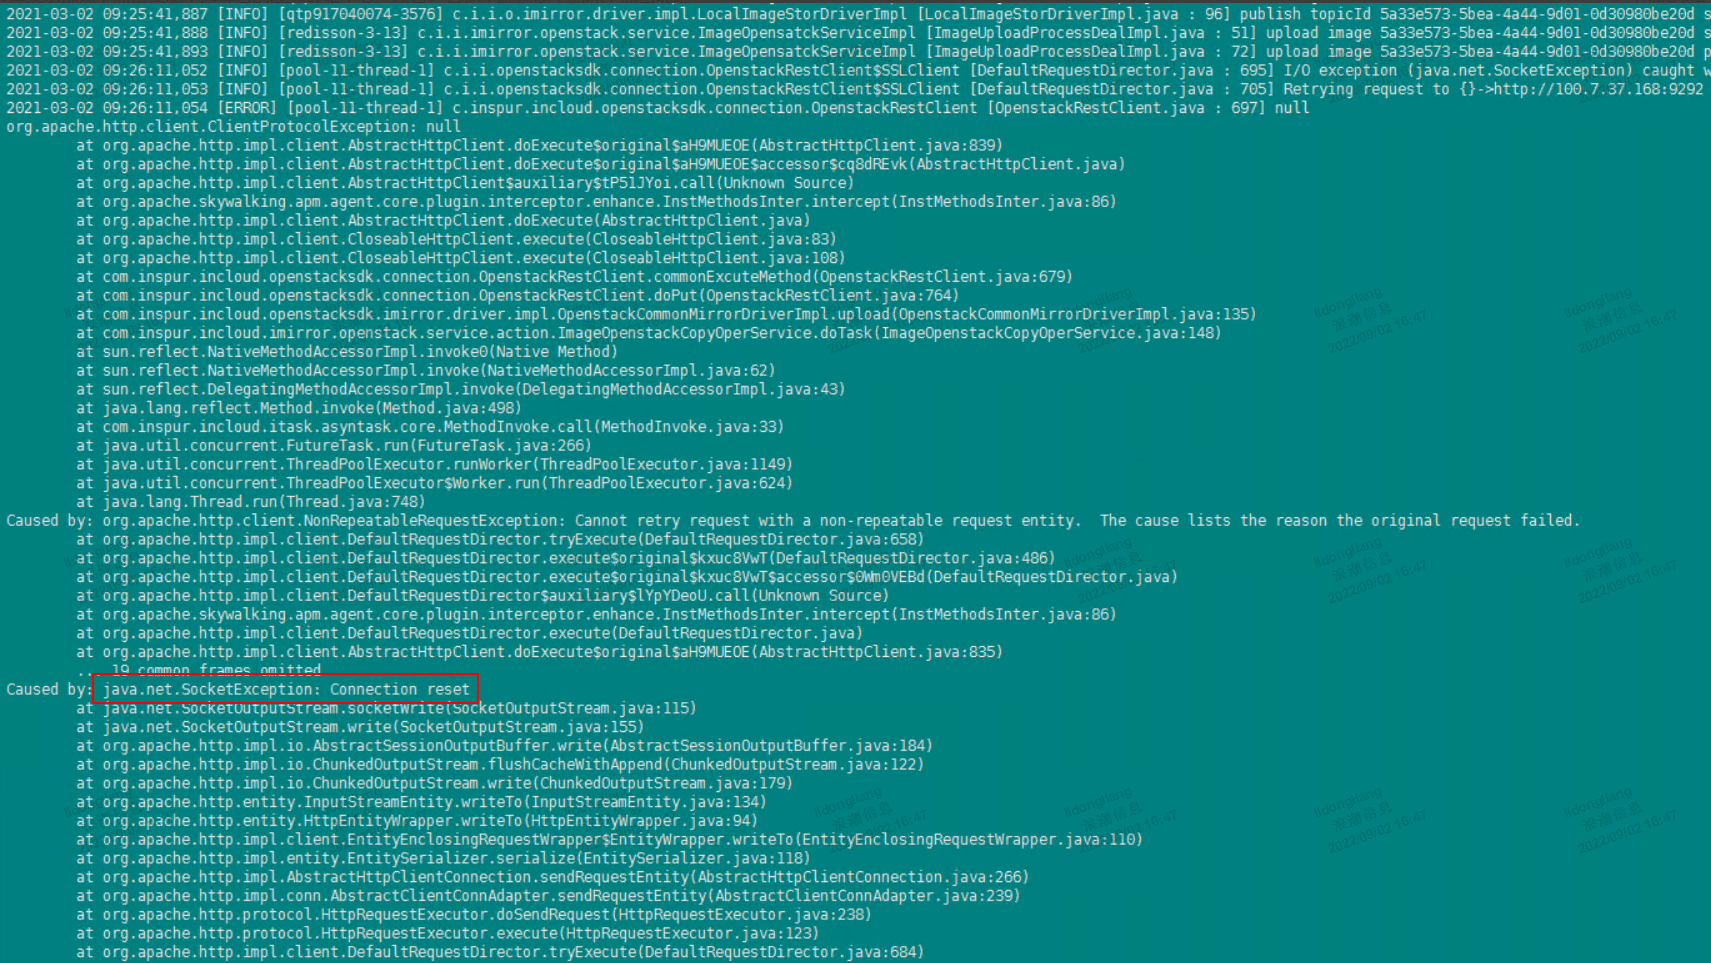 2021-03-02 09:25:41,887 [INFO] [qtp917040074-3576] c.i.i.o.imirror.driver.impl.LocalImageStorDriverImpl [LocalImageStorDriverImpl.java : 96] publish topicId 5a33e573-5bea-4a44-9d01-0d30980be20d s
2021-03-02 09:25:41,888 [INFO] [redisson-3-13] c.i.i.imirror.openstack.service.ImageOpensatckServiceImpl [ImageUploadProcessDealImpl.java : 51] upload image 5a33e573-5bea-4a44-9d01-0d30980be20d s
2021-03-02 09:25:41,893 [INFO] [redisson-3-13] c.i.i.imirror.openstack.service.ImageOpensatckServiceImpl [ImageUploadProcessDealImpl.java : 72] upload image 5a33e573-5bea-4a44-9d01-0d30980be20d p
2021-03-02 09:26:11,052 [INFO] [pool-11-thread-1] c.i.i.openstacksdk.connection.OpenstackRestClient$SSLClient [DefaultRequestDirector.java : 695] I/O exception (java.net.SocketException) caught w
2021-03-02 09:26:11,053 [INFO] [pool-11-thread-1] c.i.i.openstacksdk.connection.OpenstackRestClient$SSLClient [DefaultRequestDirector.java : 705] Retrying request to {}->http://100.7.37.168:9292
2021-03-02 09:26:11,054 [ERROR] [pool-11-thread-1] c.inspur.incloud.openstacksdk.connection.OpenstackRestClient [OpenstackRestClient.java : 697] null
org.apache.http.client.ClientProtocolException: null
at org.apache.http.impl.client.AbstractHttpClient.doExecute$original$aH9MUEOE(AbstractHttpClient.java:839)
at org.apache.http.impl.client.AbstractHttpClient.doExecute$original$aH9MUEOE$accessor$cq8dREvk(AbstractHttpClient.java)
at org.apache.http.impl.client.AbstractHttpClient$auxiliary$tP51JYoi.call(Unknown Source)
at org.apache.skywalking.apm.agent.core.plugin.interceptor.enhance.InstMethodsInter.intercept(InstMethodsInter.java:86)
at org.apache.http.impl.client.AbstractHttpClient.doExecute(AbstractHttpClient.java)
at org.apache.http.impl.client.CloseableHttpClient.execute(CloseableHttpClient.java:83)
at org.apache.http.impl.client.CloseableHttpClient.execute(CloseableHttpClient.java:108)
at com.inspur.incloud.openstacksdk.connection.OpenstackRestClient.commonExcuteMethod(OpenstackRestClient.java:679)
at com.inspur.incloud.openstacksdk.connection.OpenstackRestClient.doPut(OpenstackRestClient.java:764)
at com.inspur.incloud.openstacksdk.imirror.driver.impl.OpenstackCommonMirrorDriverImpl.upload(OpenstackCommonMirrorDriverImpl.java:135)
at com.inspur.incloud.imirror.openstack.service.action.ImageOpenstackCopyOperService.doTask(ImageOpenstackCopyOperService.java:148)
at sun.reflect.NativeMethodAccessorImpl.invoke0(Native Method)
at sun.reflect.NativeMethodAccessorImpl.invoke(NativeMethodAccessorImpl.java:62)
at sun.reflect.DelegatingMethodAccessorImpl.invoke(DelegatingMethodAccessorImpl.java:43)
at java.lang.reflect.Method.invoke(Method.java:498)
at com.inspur.incloud.itask.asyntask.core.MethodInvoke.call(MethodInvoke.java:33)
at java.util.concurrent.FutureTask.run(FutureTask.java:266)
at java.util.concurrent.ThreadPoolExecutor.runWorker(ThreadPoolExecutor.java:1149)
at java.util.concurrent.ThreadPoolExecutor$Worker.run(ThreadPoolExecutor.java:624)
at java.lang.Thread.run(Thread.java:748)
Caused by: org.apache.http.client.NonRepeatableRequestException: Cannot retry request with a non-repeatable request entity.  The cause lists the reason the original request failed.
at org.apache.http.impl.client.DefaultRequestDirector.tryExecute(DefaultRequestDirector.java:658)
at org.apache.http.impl.client.DefaultRequestDirector.execute$original$kxuc8VwT(DefaultRequestDirector.java:486)
at org.apache.http.impl.client.DefaultRequestDirector.execute$original$kxuc8VwT$accessor$0Wm0VEBd(DefaultRequestDirector.java)
at org.apache.http.impl.client.DefaultRequestDirector$auxiliary$lYpYDeoU.call(Unknown Source)
at org.apache.skywalking.apm.agent.core.plugin.interceptor.enhance.InstMethodsInter.intercept(InstMethodsInter.java:86)
at org.apache.http.impl.client.DefaultRequestDirector.execute(DefaultRequestDirector.java)
at org.apache.http.impl.client.AbstractHttpClient.doExecute$original$aH9MUEOE(AbstractHttpClient.java:835)
... 19 common frames omitted
Caused by: java.net.SocketException: Connection reset
at java.net.SocketOutputStream.socketWrite(SocketOutputStream.java:115)
at java.net.SocketOutputStream.write(SocketOutputStream.java:155)
at org.apache.http.impl.io.AbstractSessionOutputBuffer.write(AbstractSessionOutputBuffer.java:184)
at org.apache.http.impl.io.ChunkedOutputStream.flushCacheWithAppend(ChunkedOutputStream.java:122)
at org.apache.http.impl.io.ChunkedOutputStream.write(ChunkedOutputStream.java:179)
at org.apache.http.entity.InputStreamEntity.writeTo(InputStreamEntity.java:134)
at org.apache.http.entity.HttpEntityWrapper.writeTo(HttpEntityWrapper.java:94)
at org.apache.http.impl.client.EntityEnclosingRequestWrapper$EntityWrapper.writeTo(EntityEnclosingRequestWrapper.java:110)
at org.apache.http.impl.entity.EntitySerializer.serialize(EntitySerializer.java:118)
at org.apache.http.impl.AbstractHttpClientConnection.sendRequestEntity(AbstractHttpClientConnection.java:266)
at org.apache.http.impl.conn.AbstractClientConnAdapter.sendRequestEntity(AbstractClientConnAdapter.java:239)
at org.apache.http.protocol.HttpRequestExecutor.doSendRequest(HttpRequestExecutor.java:238)
at org.apache.http.protocol.HttpRequestExecutor.execute(HttpRequestExecutor.java:123)
at org.apache.http.impl.client.DefaultRequestDirector.tryExecute(DefaultRequestDirector.java:684)
lidongfang
浪潮信息
2022/09/02 16:47